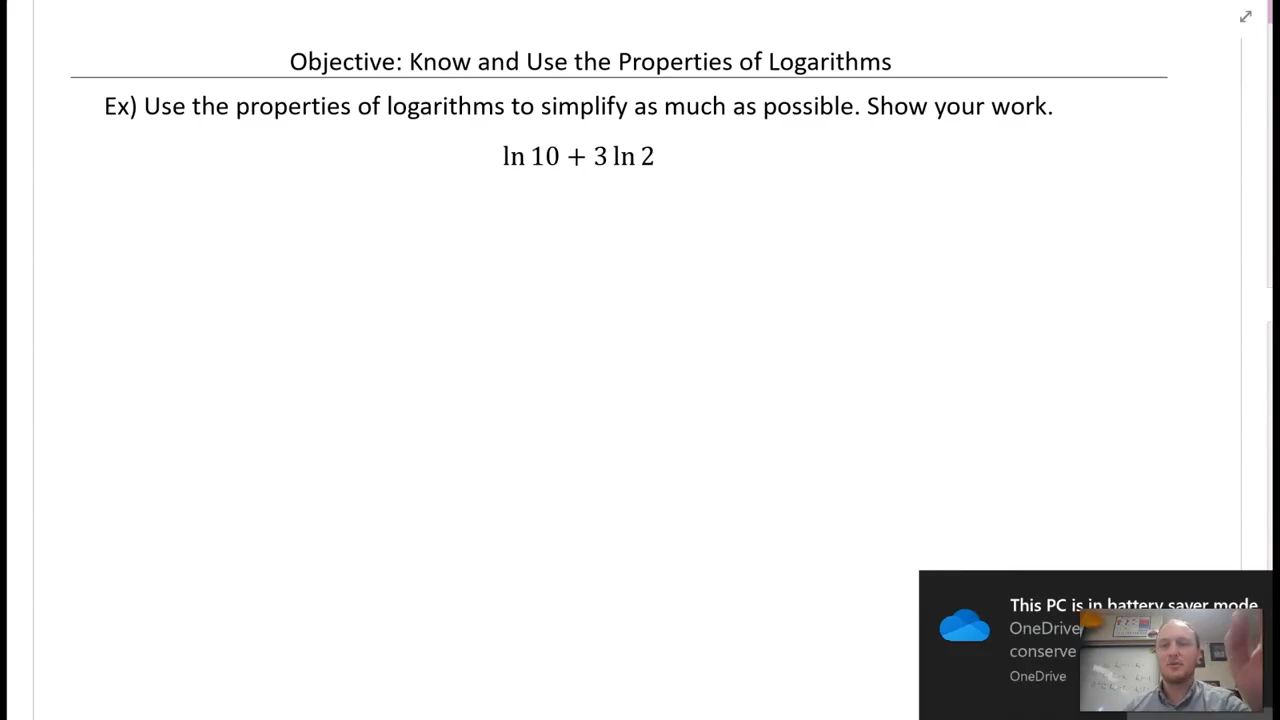 Objective: Know and Use the Properties of Logarithms
Ex) Use the properties of logarithms to simplify as much as possible. Show your work.
ln 10 + 3 ln 2
This PC is in battery saver mode
OneDrive
conserve
OneDrive